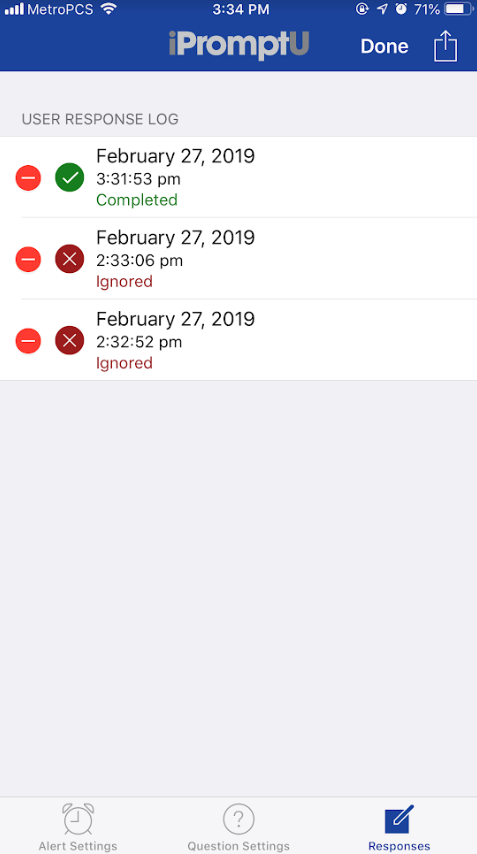 MetroPCS 3:34 PM 71%
iPromptU Done
USER RESPONSE LOG
February 27, 2019
3:31:53 pm
Completed
February 27, 2019
2:33:06 pm
Ignored
February 27, 2019
2:32:52 pm
Ignored
Alert Settings ? Question Settings Responses